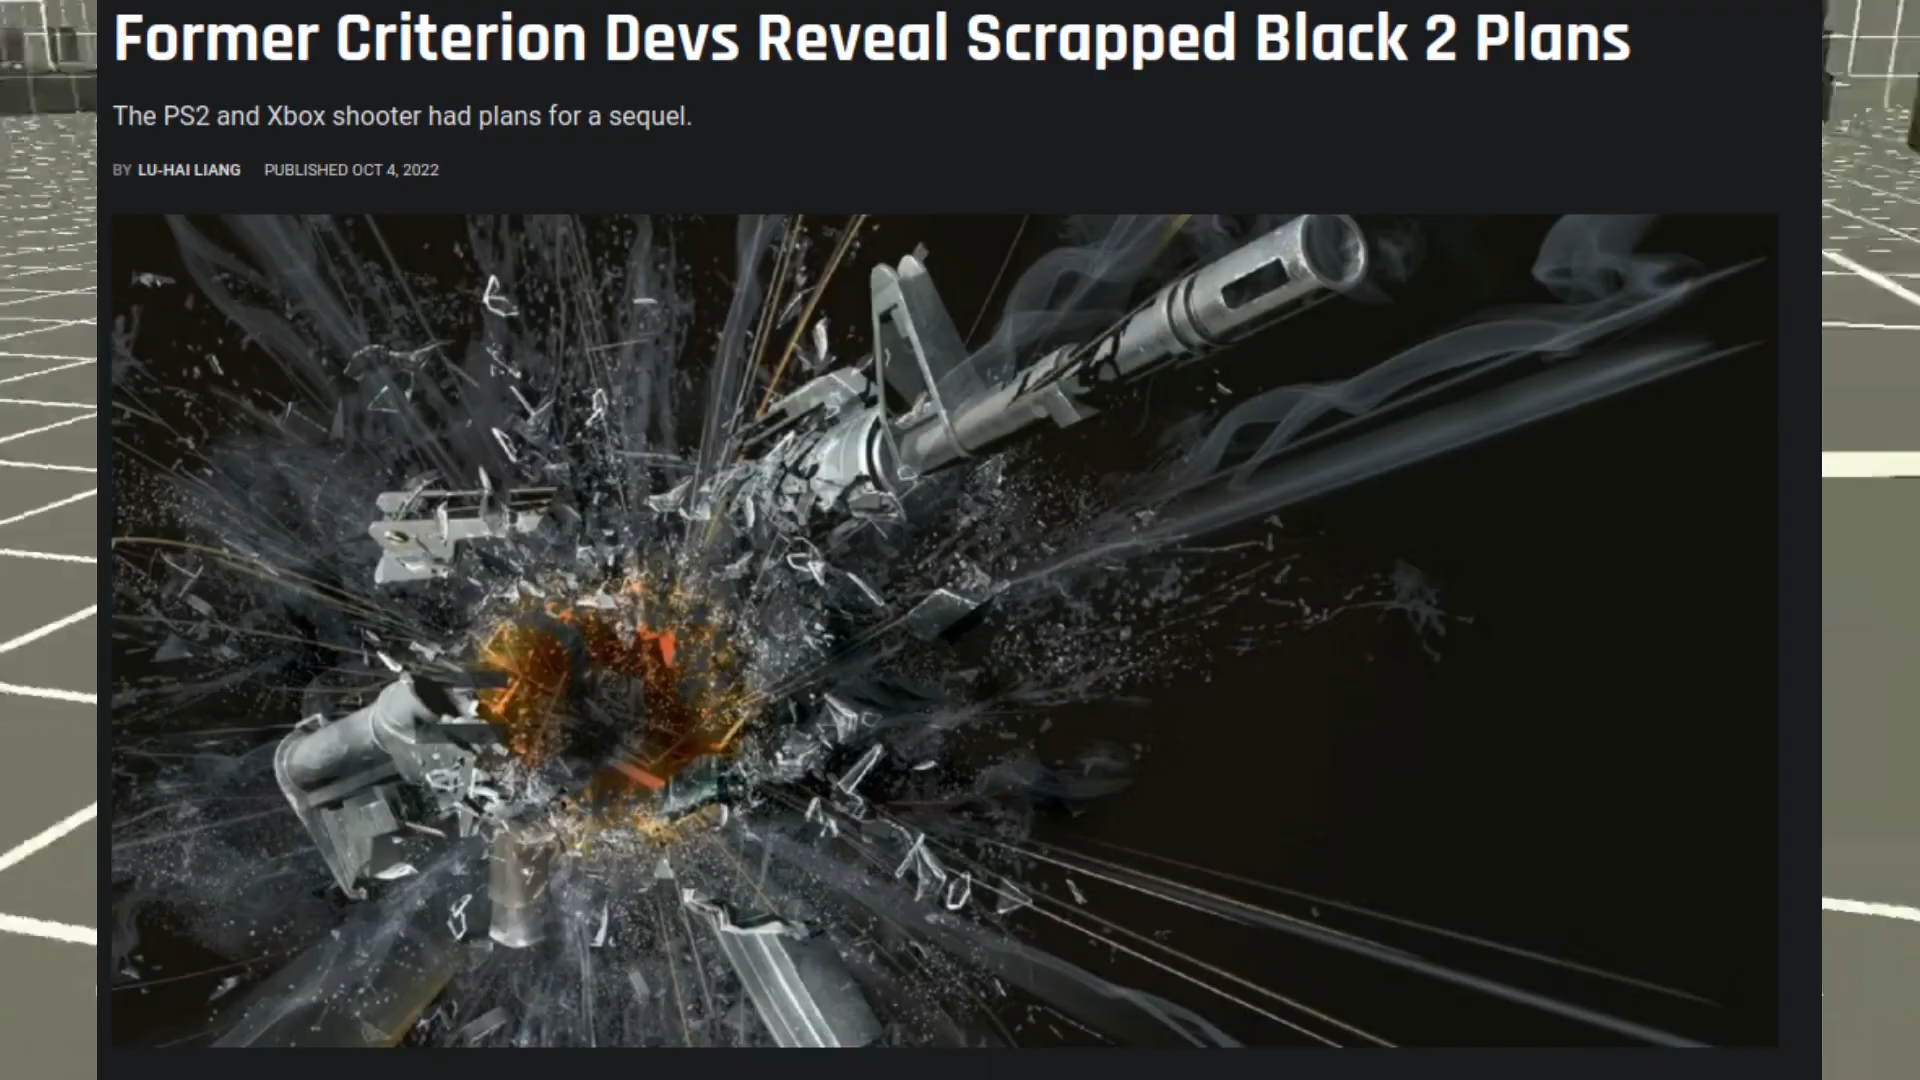 Former Criterion Devs Reveal Scrapped Black 2 Plans
The PS2 and Xbox shooter had plans for a sequel.
BY LU-HAI LIANG PUBLISHED OCT 4, 2022